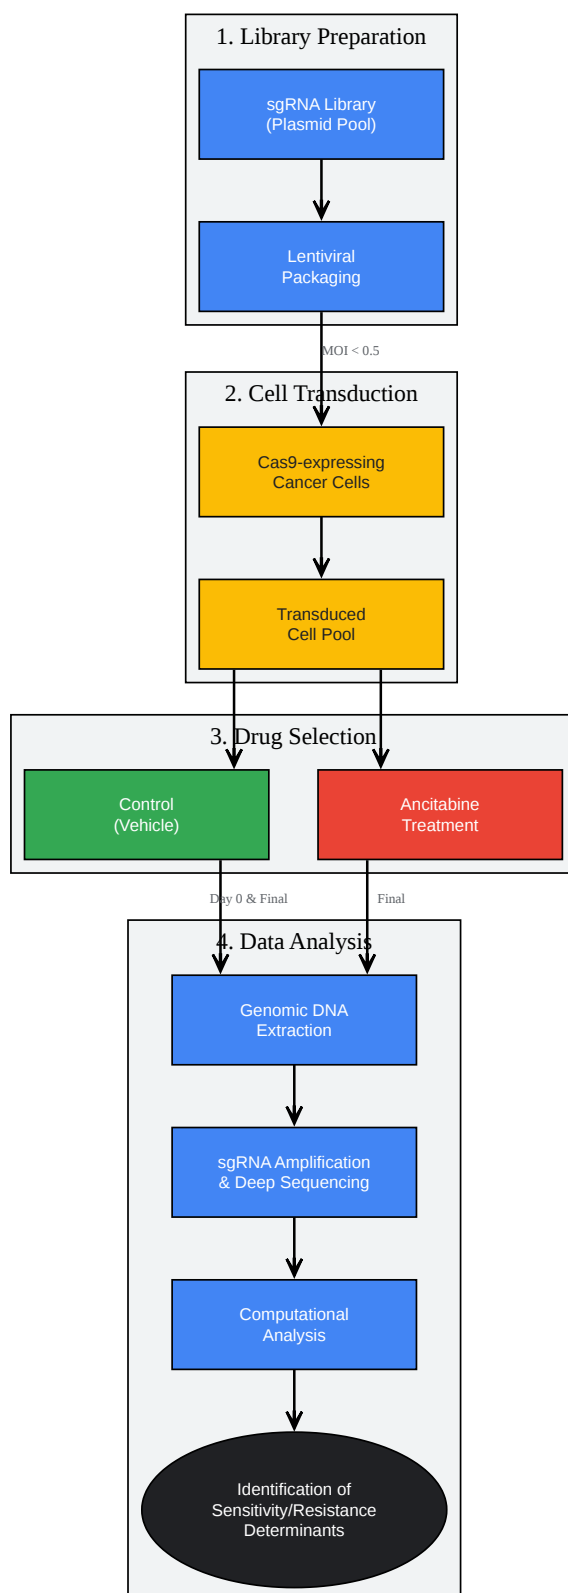 1. Library Preparation
sgRNA Library
(Plasmid Pool)
Lentiviral
Packaging
MOI < 0.5
2. Cell Transduction
Cas9-expressing
Cancer Cells
Transduced
Cell Pool
3. Drug Selection
Control
(Vehicle)
Ancitabine
Treatment
Day 0 & Final
Final
4. Data Analysis
Genomic DNA
Extraction
sgRNA Amplification
& Deep Sequencing
Computational
Analysis
Identification of
Sensitivity/Resistance
Determinants